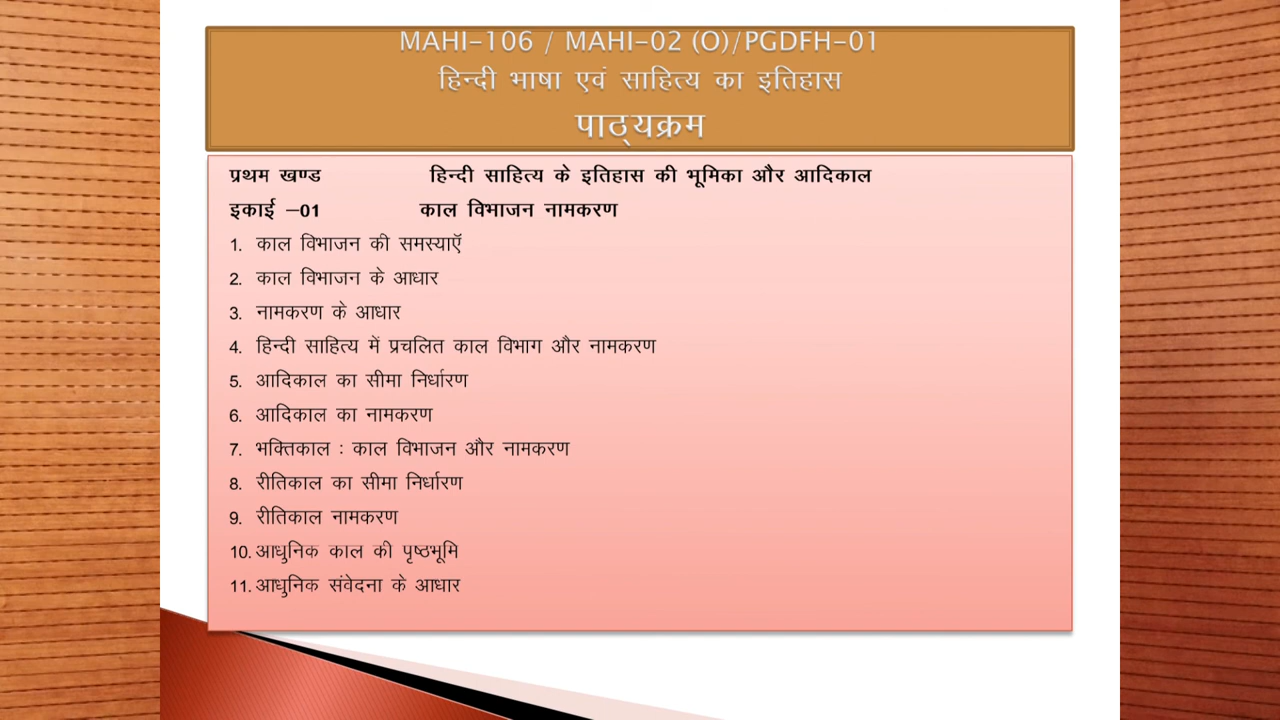 MAHI-106 / MAHI-02 (O)/PGDFH-01
हिन्दी भाषा एवं साहित्य का इतिहास
पाठ्यक्रम
प्रथम खण्ड हिन्दी साहित्य के इतिहास की भूमिका और आदिकाल
इकाई –01 काल विभाजन नामकरण
1. काल विभाजन की समस्याएॅ
2. काल विभाजन के आधार
3. नामकरण के आधार
4. हिन्दी साहित्य में प्रचलित काल विभाग और नामकरण
5. आदिकाल का सीमा निर्धारण
6. आदिकाल का नामकरण
7. भक्तिकाल : काल विभाजन और नामकरण
8. रीतिकाल का सीमा निर्धारण
9. रीतिकाल नामकरण
10. आधुनिक काल की पृष्ठभूमि
11. आधुनिक संवेदना के आधार